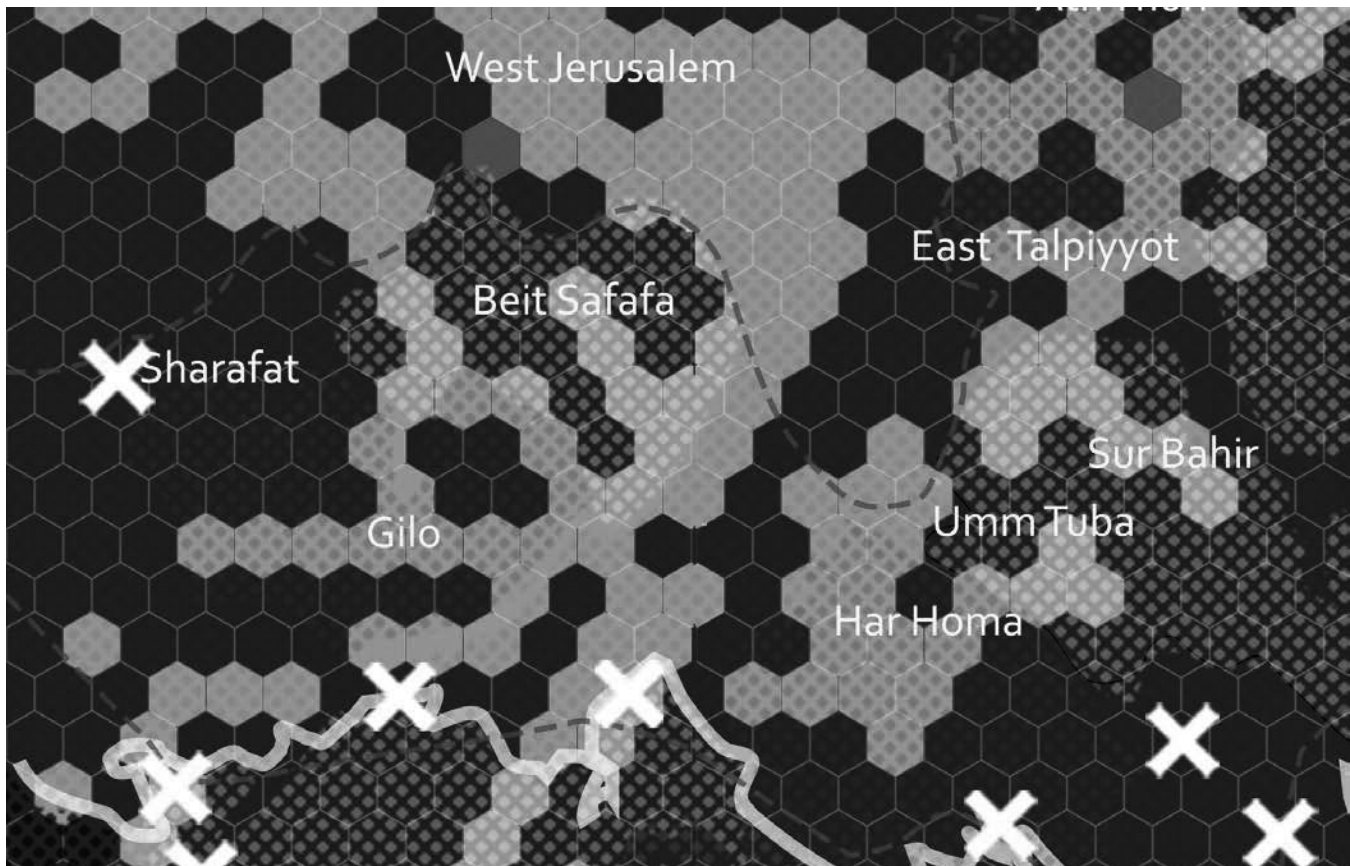 West Jerusalem
East Talpiyyot
Beit Safafa
Sharafat
Sur Bahir
Umm Tuba
Gilo
Har Homa